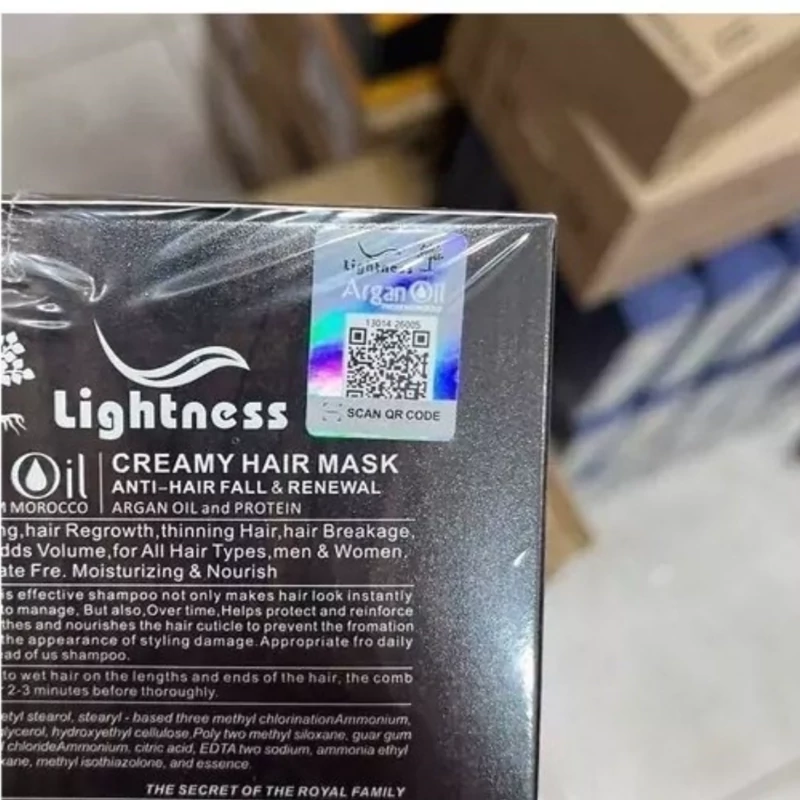 Lightness
Argan Oil
13014 26005
SCAN QR CODE
Lightness
Oil
MOROCCO
CREAMY HAIR MASK
ANTI-HAIR FALL & RENEWAL
ARGAN OIL and PROTEIN
ng,hair Regrowth,thinning Hair,hair Breakage,
dds Volume,for All Hair Types,men & Women.
ate Fre. Moisturizing & Nourish
is effective shampoo not only makes hair look instantly
to manage, But also,Over time,Helps protect and reinforce
thes and nourishes the hair cuticle to prevent the fromation
the appearance of styling damage.Appropriate fro daily
ead of us shampoo.
to wet hair on the lengths and ends of the hair, the comb
2-3 minutes before thoroughly.
etyl stearol, stearyl - based three methyl chlorinationAmmonium,
lycerol, hydroxyethyl cellulose,Poly two methyl siloxane, guar gum
l chlorideAmmonium, citric acid, EDTA two sodium, ammonia ethyl
xane, methyl isothiazolone, and essence.
THE SECRET OF THE ROYAL FAMILY